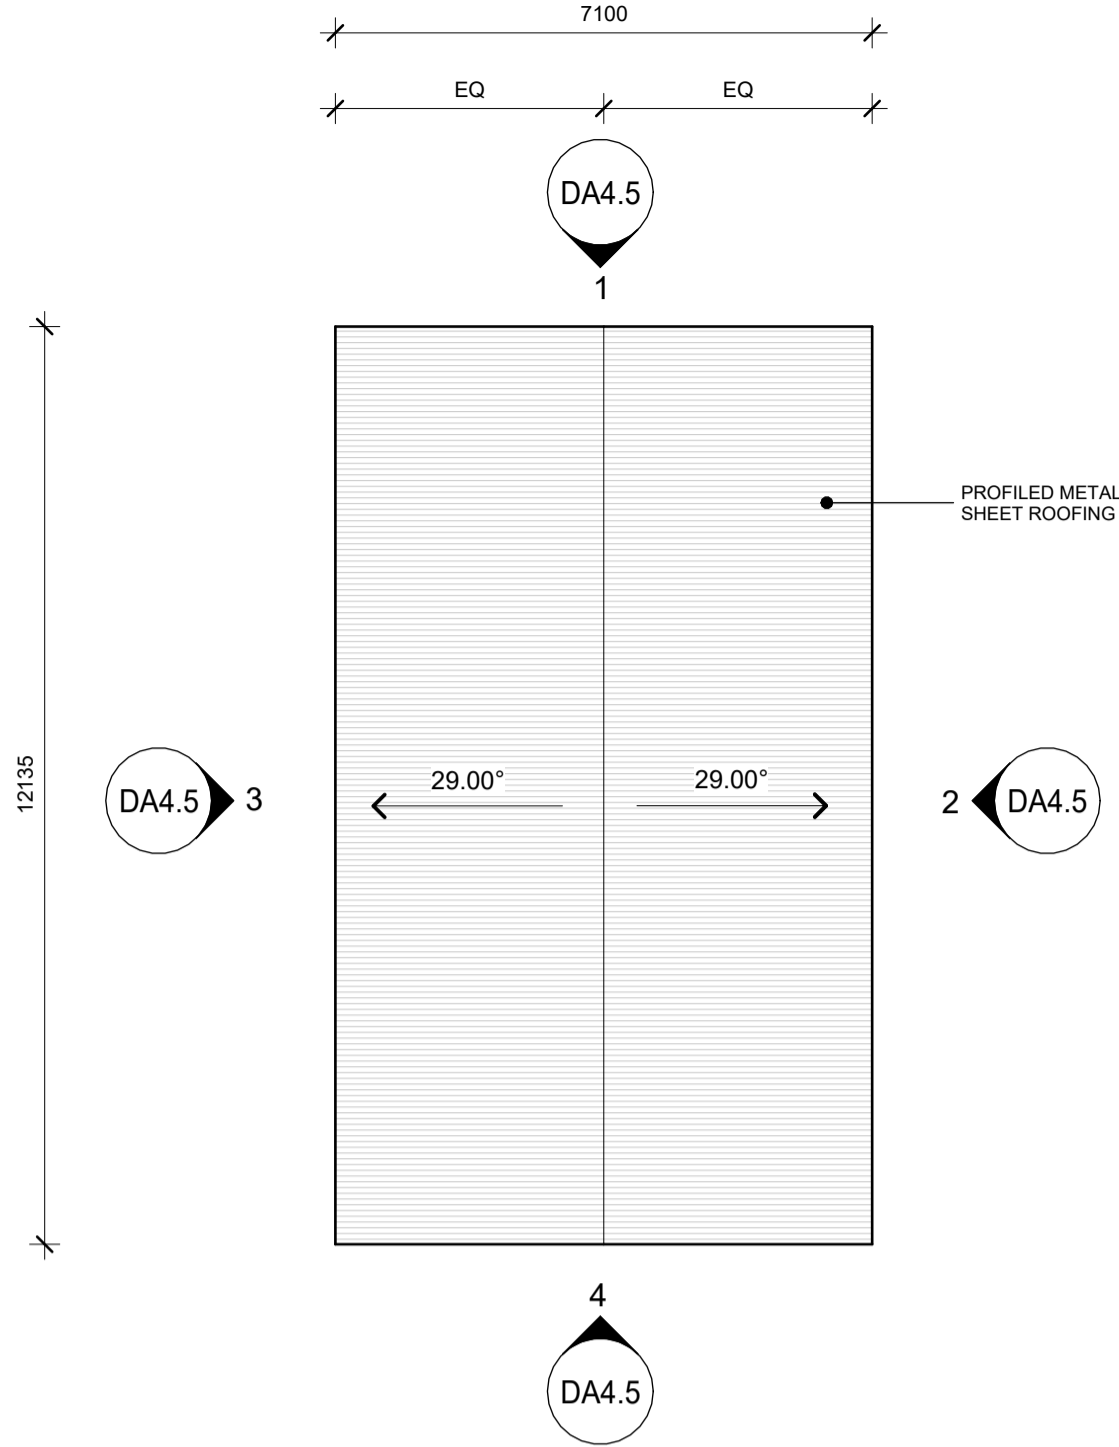 7100
EQ
EQ
DA4.5
1
PROFILED METAL
SHEET ROOFING
12135
29.00°
29.00°
DA4.5
3
2
DA4.5
4
DA4.5